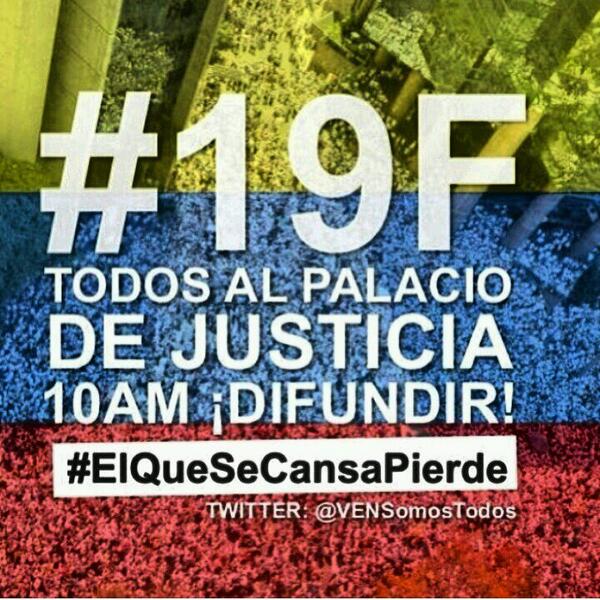 #19F
TODOS AL PALACIO
DE JUSTICIA
10AM ¡DIFUNDIR!
#ElQueSeCansaPierde
TWITTER: @VENSomosTodos